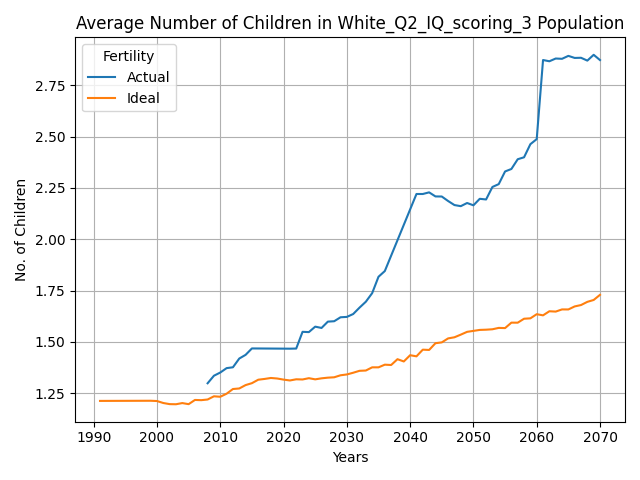 Average Number of Children in White_Q2_IQ_scoring_3 Population
Fertility
Actual
Ideal
No. of Children
2.75
2.50
2.25
2.00
1.75
1.50
1.25
1990 2000 2010 2020 2030 2040 2050 2060 2070
Years